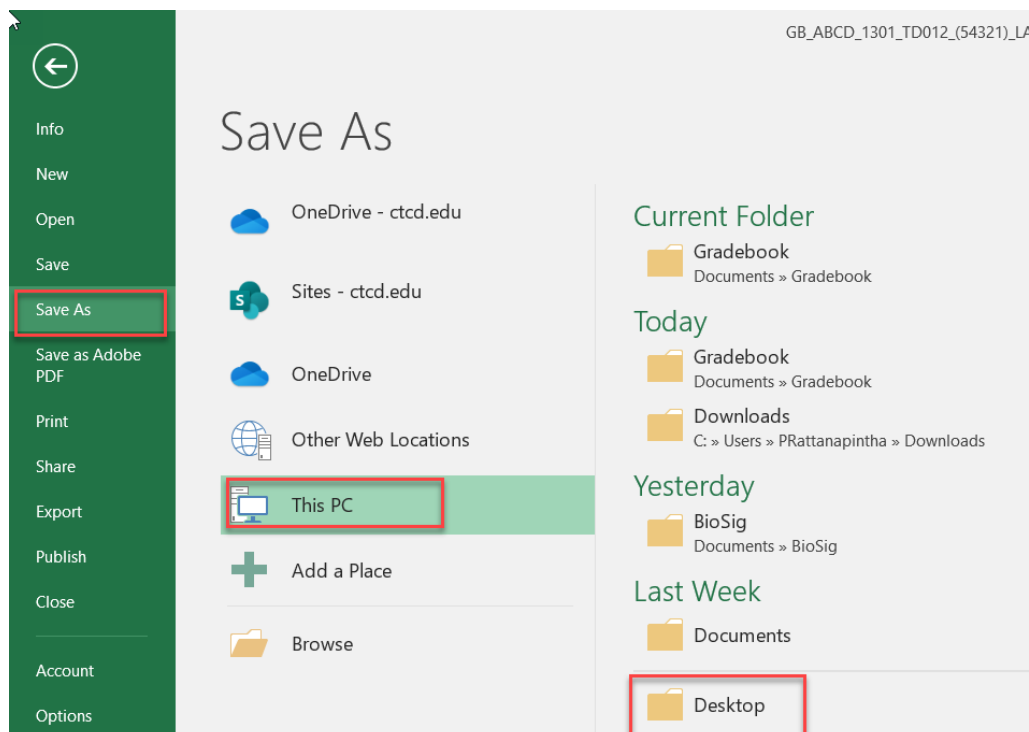 GB_ABCD_1301_TD012_(54321)_LA
Info
New
Open
Save
Save As
Save as Adobe
PDF
Print
Share
Export
Publish
Close
Account
Options
Save As
OneDrive - ctcd.edu
S
Sites - ctcd.edu
OneDrive
Other Web Locations
This PC
Add a Place
Browse
Current Folder
Gradebook
Documents » Gradebook
Today
Gradebook
Documents » Gradebook
Downloads
C: » Users » PRattanapintha » Downloads
Yesterday
BioSig
Documents » BioSig
Last Week
Documents
Desktop